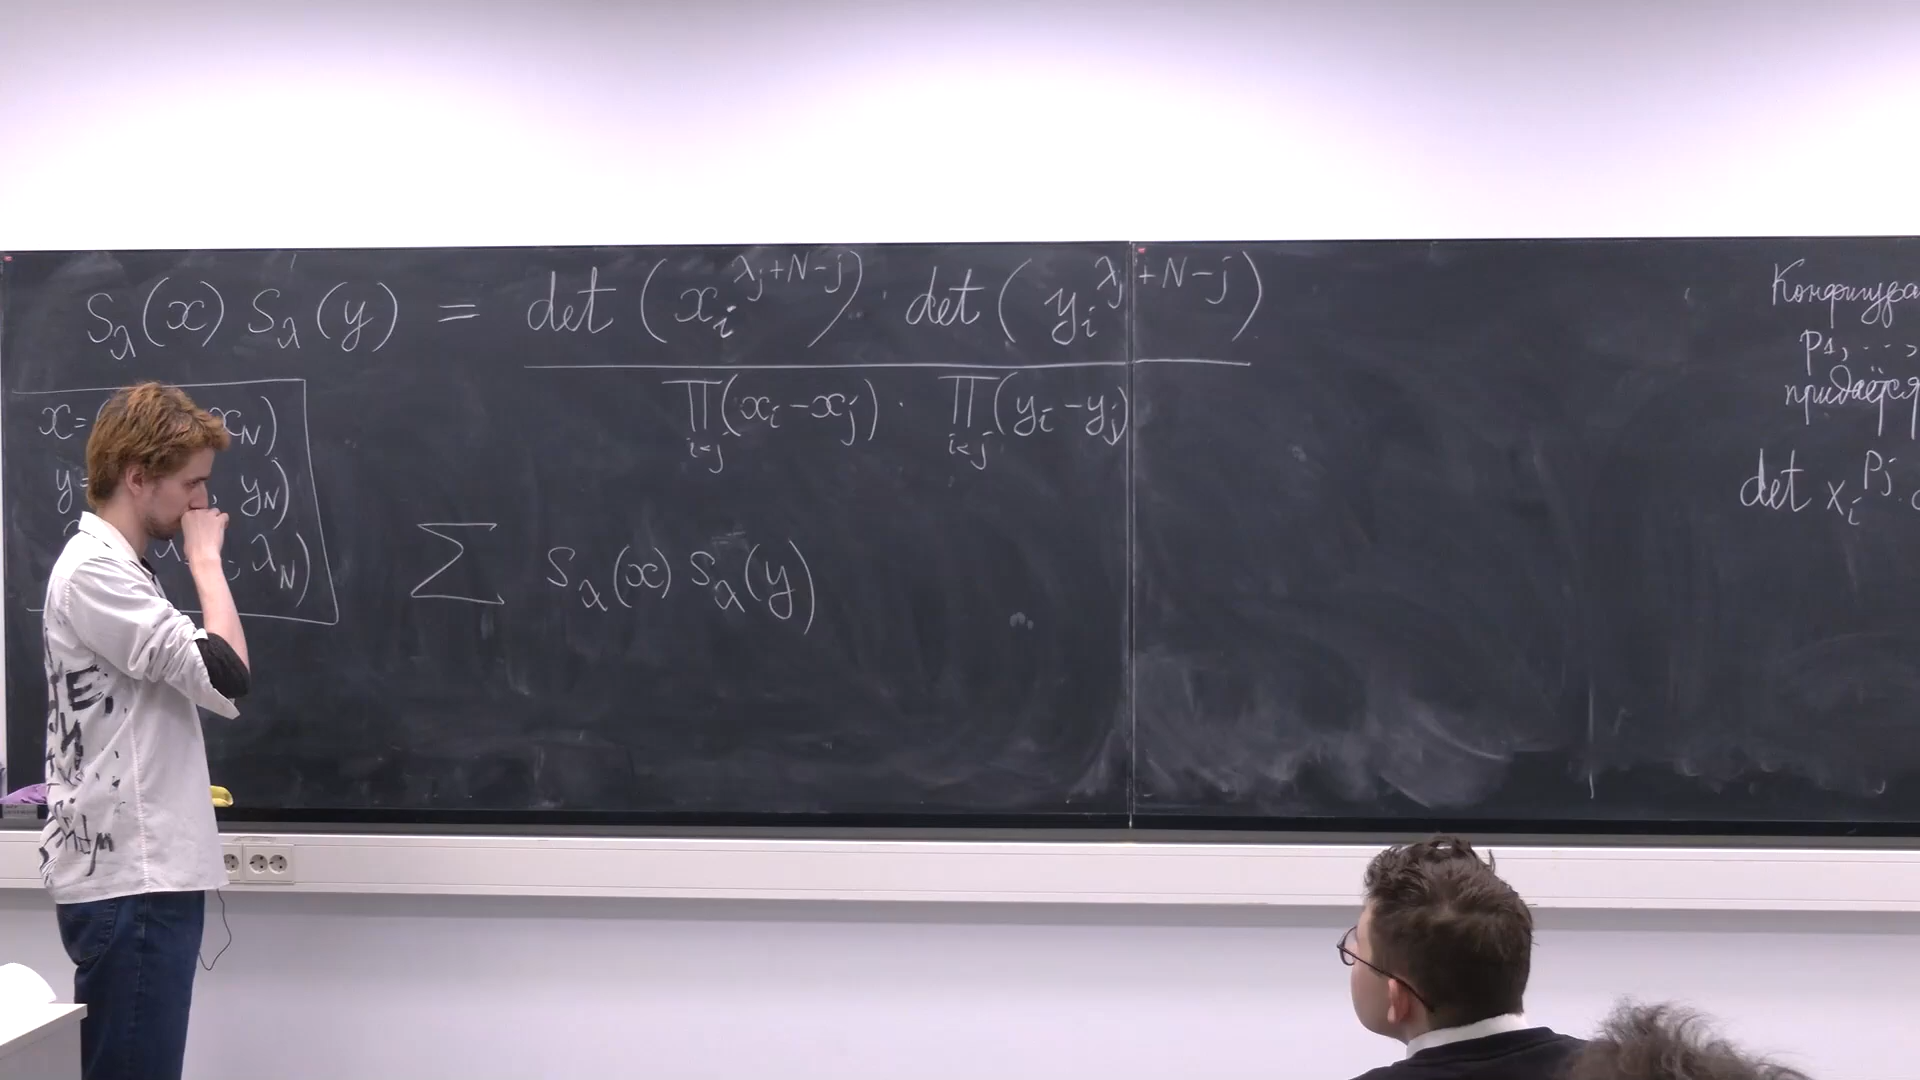 S_λ(x) S_λ(y) = det(x_i^{λ_j+N-j}) · det(y_i^{λ_j+N-j})
∏_{i<j}(x_i-x_j) · ∏_{i<j}(y_i-y_j)
x=( x_N)
y= , y_N)
λ , λ_N)
∑ S_λ(x) S_λ(y)
P_1, ...,
придаётся
det x_i^{P_j} ·